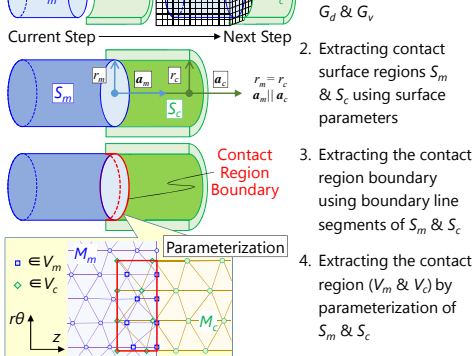 m
c
G_d & G_v
Current Step
Next Step
2. Extracting contact
surface regions S_m
& S_c using surface
parameters
S_m
r_m
a_m
r_c
a_c
S_c
r_m = r_c
a_m || a_c
Contact
Region
Boundary
3. Extracting the contact
region boundary
using boundary line
segments of S_m & S_c
Parameterization
∈ V_m
∈ V_c
M_m
M_c
rθ
z
4. Extracting the contact
region (V_m & V_c) by
parameterization of
S_m & S_c